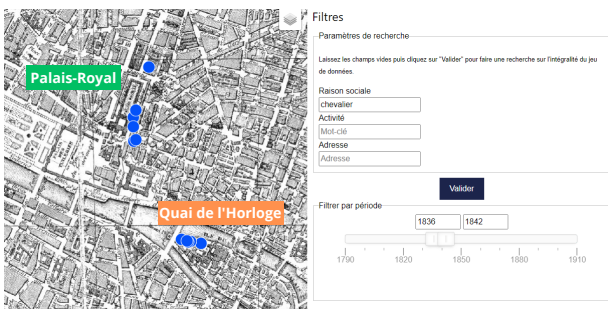 Palais-Royal
Quai de l'Horloge
Filtres
Paramètres de recherche
Laissez les champs vides puis cliquez sur "Valider" pour faire une recherche sur l'intégralité du jeu
de données.
Raison sociale
chevalier
Activité
Mot-clé
Adresse
Adresse
Valider
Filtrer par période
1836 1842
1790 1820 1850 1880 1910